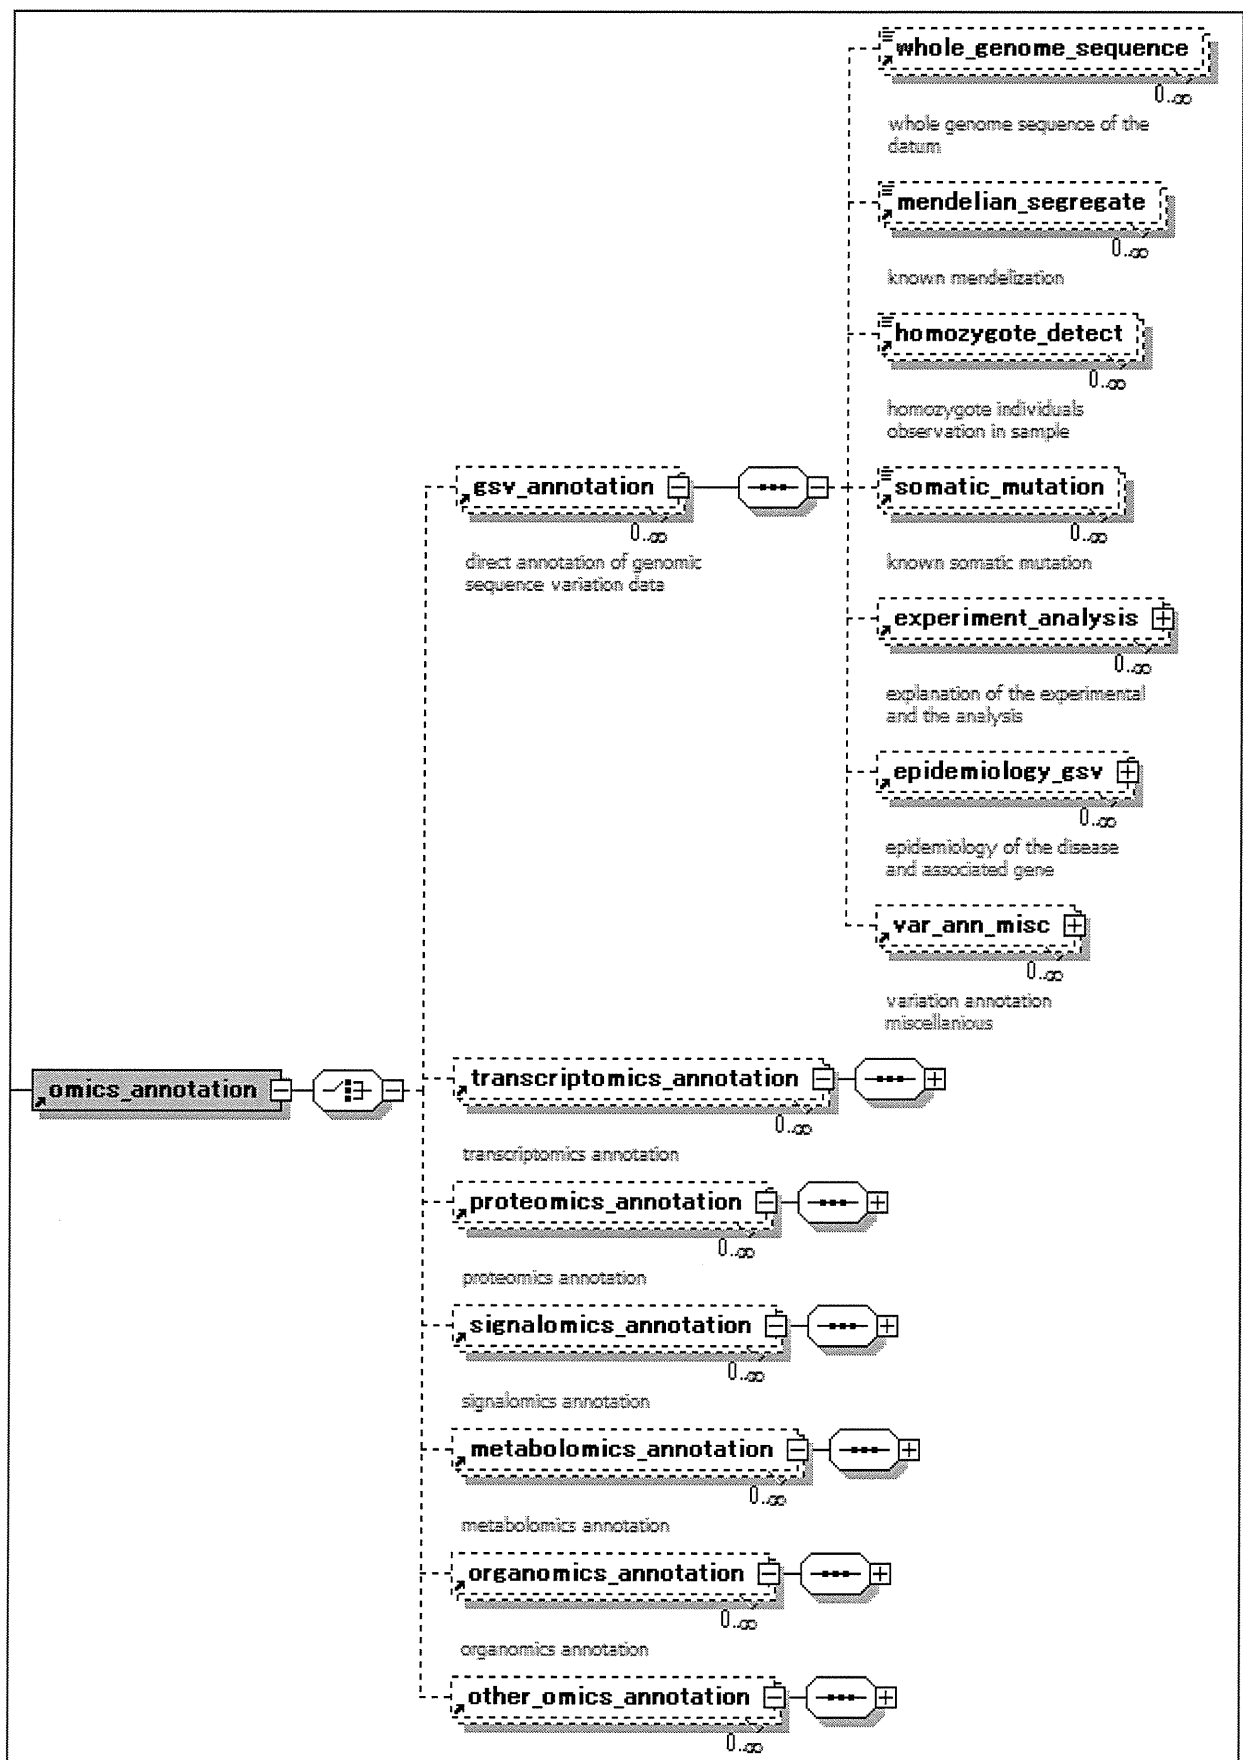 whole_genome_sequence
0..∞
whole genome sequence of the
datum
mendelian_segregate
0..∞
known mendelization
homozygote_detect
0..∞
homozygote individuals
observation in sample
gsv_annotation
0..∞
direct annotation of genomic
sequence variation data
somatic_mutation
0..∞
known somatic mutation
experiment_analysis
0..∞
explanation of the experimental
and the analysis
epidemiology_gsv
0..∞
epidemiology of the disease
and associated gene
var_ann_misc
0..∞
variation annotation
miscellanious
omics_annotation
transcriptomics_annotation
0..∞
transcriptomics annotation
proteomics_annotation
0..∞
proteomics annotation
signalomics_annotation
0..∞
signalomics annotation
metabolomics_annotation
0..∞
metabolomics annotation
organomics_annotation
0..∞
organomics annotation
other_omics_annotation
0..∞